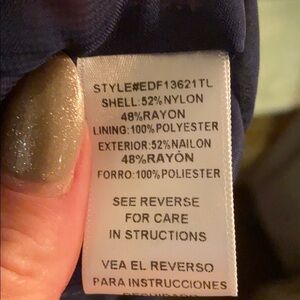 STYLE#EDF13621TL
SHELL:52%NYLON
48%RAYON
LINING:100%POLYESTER
EXTERIOR:52%NAILON
48%RAYÓN
FORRO:100%POLIESTER
SEE REVERSE
FOR CARE
IN STRUCTIONS
VEA EL REVERSO
PARA INSTRUCCIONES